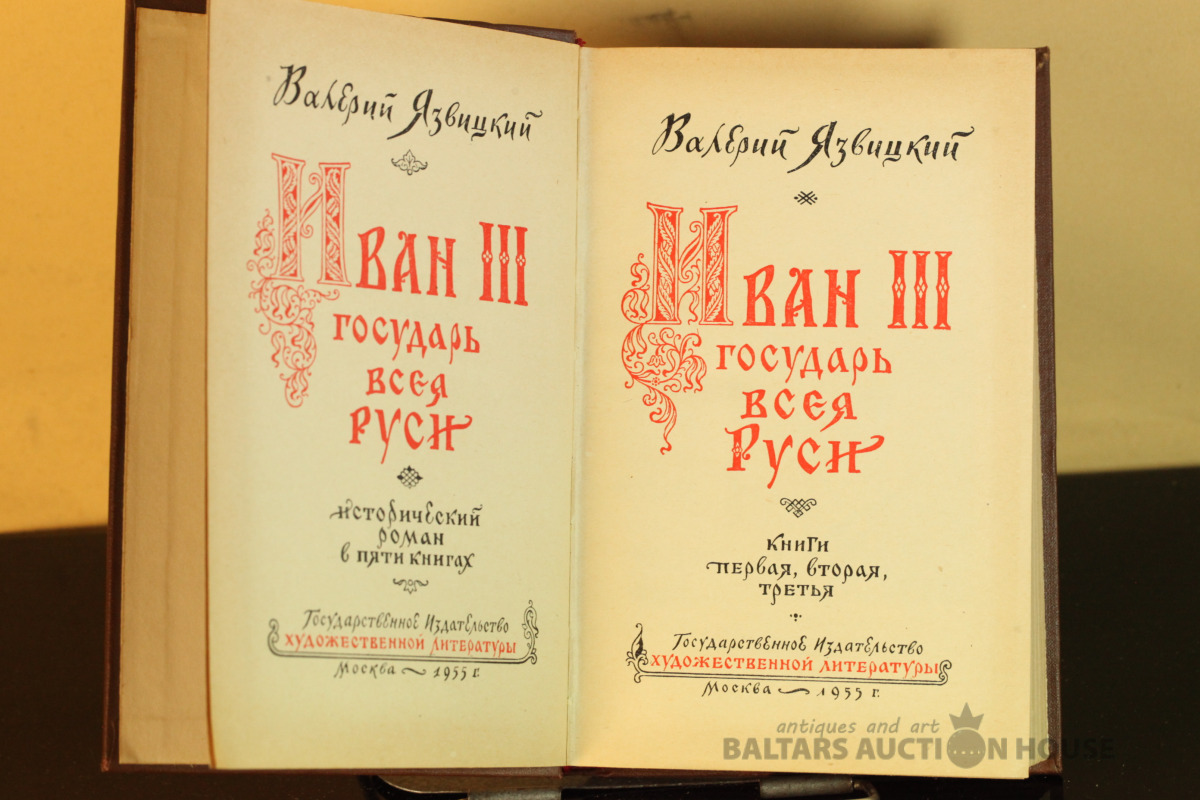 Валерий Язвицкий
Иван III
государь
всея
Руси
исторический
роман
в пяти книгах
Государственное Издательство
художественной литературы
Москва ~ 1955 г.
Валерий Язвицкий
Иван III
государь
всея
Руси
книги
первая, вторая,
третья
Государственное Издательство
художественной литературы
Москва ~ 1955 г.
antiques and art
BALTARS AUCTION HOUSE